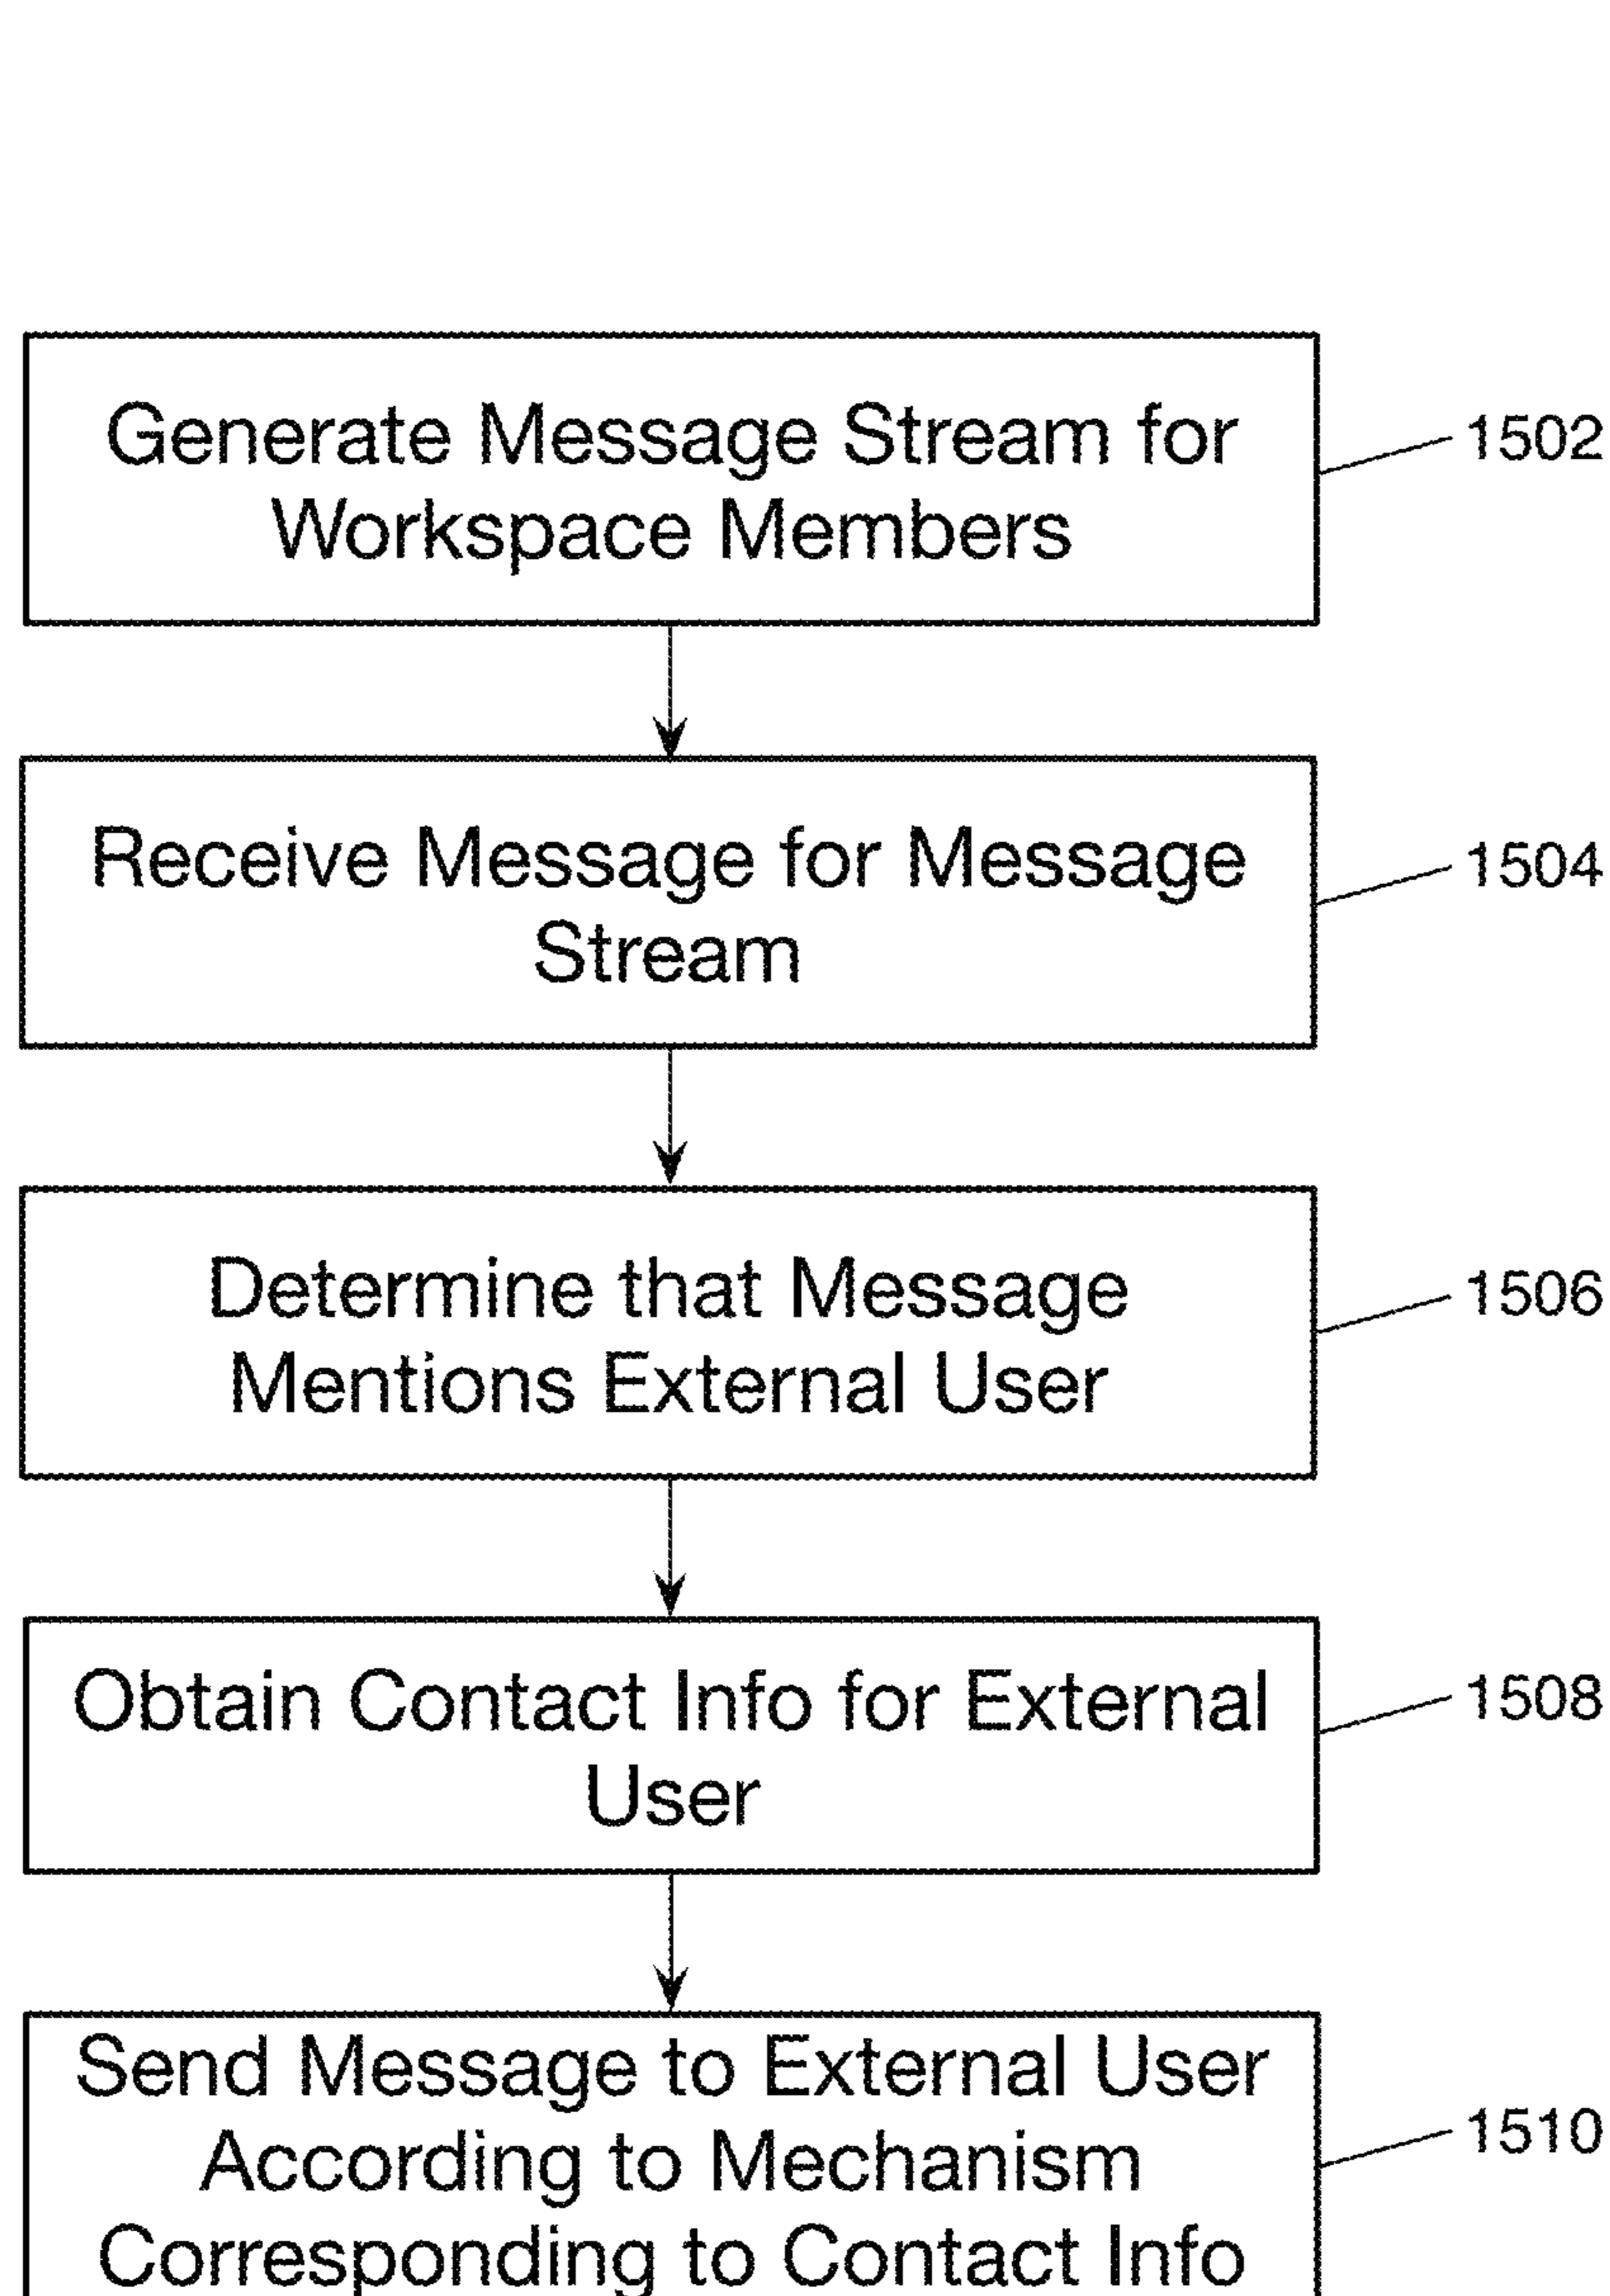 Generate Message Stream for
Workspace Members
1502
Receive Message for Message
Stream
1504
Determine that Message
Mentions External User
1506
Obtain Contact Info for External
User
1508
Send Message to External User
According to Mechanism
Corresponding to Contact Info
1510